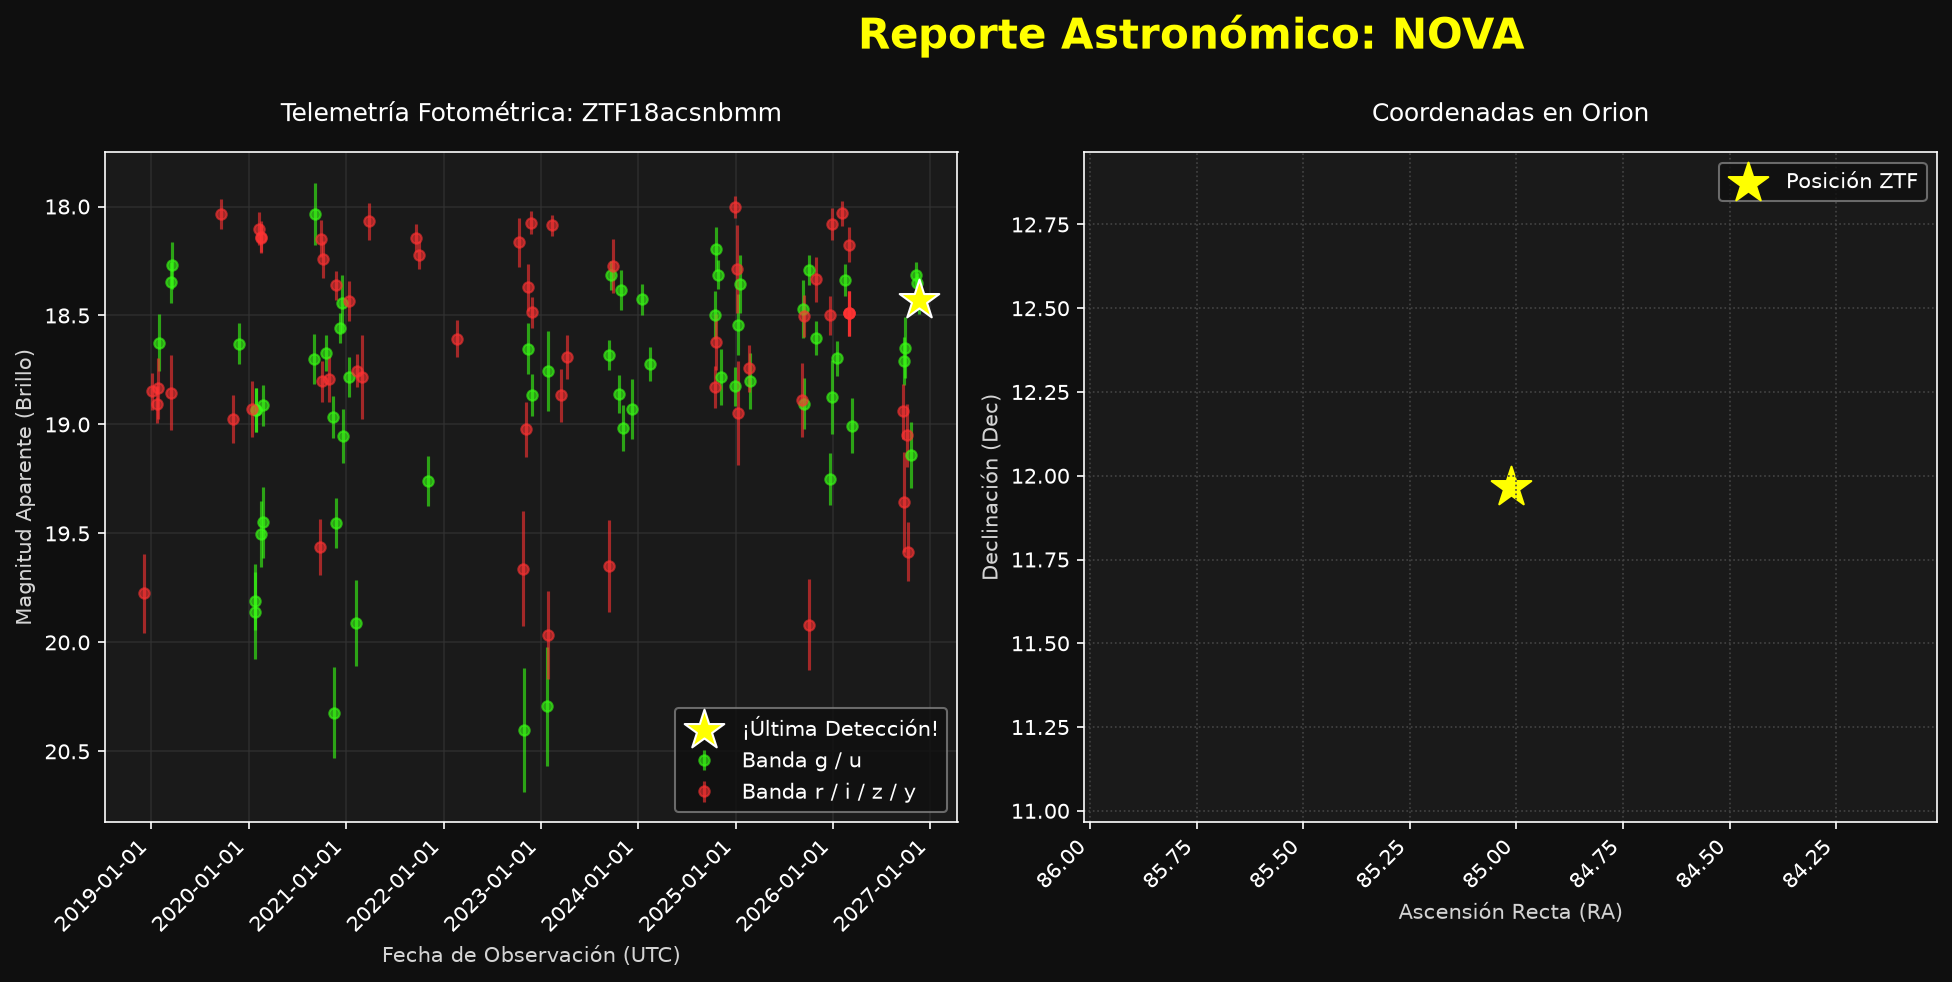 Reporte Astronómico: NOVA
Telemetría Fotométrica: ZTF18acsnbmm
Magnitud Aparente (Brillo)
18.0
18.5
19.0
19.5
20.0
20.5
¡Última Detección!
Banda g / u
Banda r / i / z / y
2019-01-01
2020-01-01
2021-01-01
2022-01-01
2023-01-01
2024-01-01
2025-01-01
2026-01-01
2027-01-01
Fecha de Observación (UTC)
Coordenadas en Orion
Posición ZTF
Declinación (Dec)
12.75
12.50
12.25
12.00
11.75
11.50
11.25
11.00
86.00
85.75
85.50
85.25
85.00
84.75
84.50
84.25
Ascensión Recta (RA)